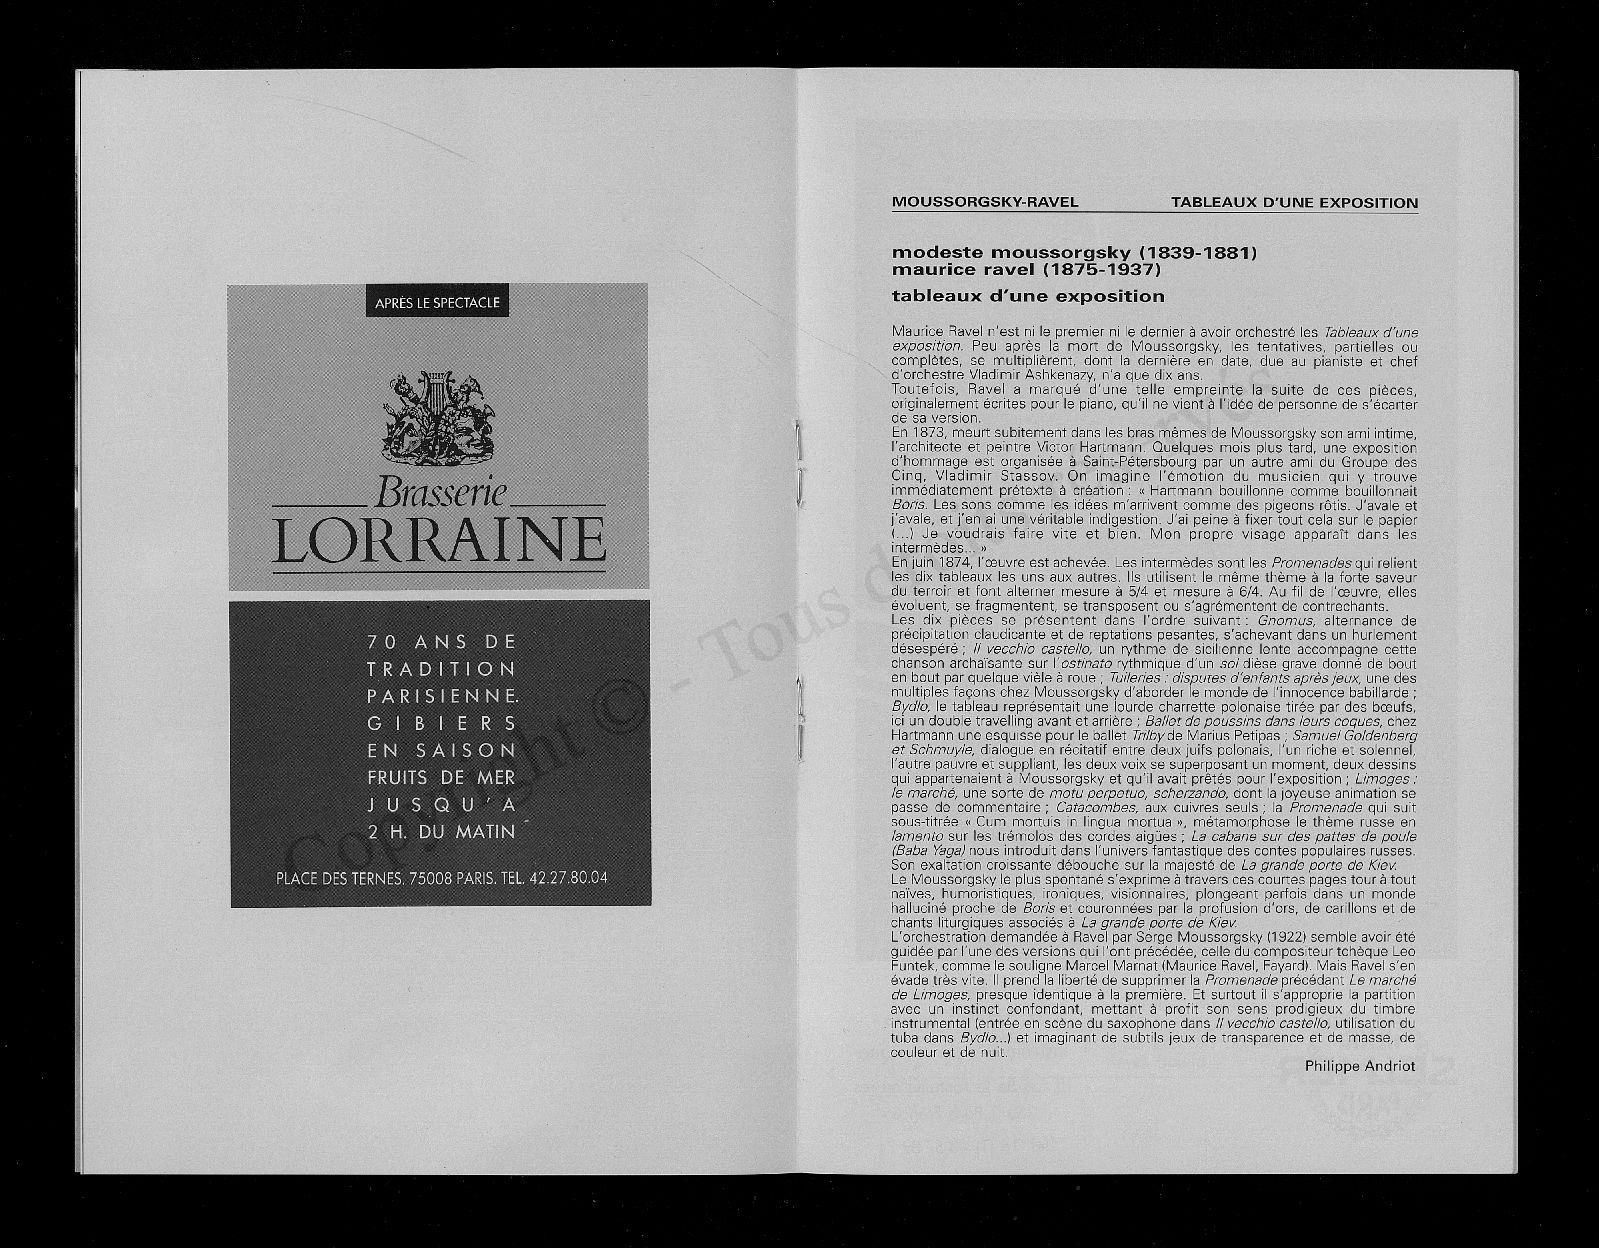 APRÈS LE SPECTACLE
Brasserie
LORRAINE
70 ANS DE
TRADITION
PARISIENNE.
GIBIERS
EN SAISON
FRUITS DE MER
JUSQU'A
2 H. DU MATIN
PLACE DES TERNES. 75008 PARIS. TEL. 42.27.80.04
Copyright © - Tous d
MOUSSORGSKY-RAVEL TABLEAUX D'UNE EXPOSITION
modeste moussorgsky (1839-1881)
maurice ravel (1875-1937)
tableaux d'une exposition
Maurice Ravel n'est ni le premier ni le dernier à avoir orchestré les Tableaux d'une
exposition. Peu après la mort de Moussorgsky, les tentatives, partielles ou
complètes, se multiplièrent, dont la dernière en date, due au pianiste et chef
d'orchestre Vladimir Ashkenazy, n'a que dix ans.
Toutefois, Ravel a marqué d'une telle empreinte la suite de ces pièces,
originalement écrites pour le piano, qu'il ne vient à l'idée de personne de s'écarter
de sa version.
En 1873, meurt subitement dans les bras mêmes de Moussorgsky son ami intime,
l'architecte et peintre Victor Hartmann. Quelques mois plus tard, une exposition
d'hommage est organisée à Saint-Pétersbourg par un autre ami du Groupe des
Cinq, Vladimir Stassov. On imagine l'émotion du musicien qui y trouve
immédiatement prétexte à création : « Hartmann bouillonne comme bouillonnait
Boris. Les sons comme les idées m'arrivent comme des pigeons rôtis. J'avale et
j'avale, et j'en ai une véritable indigestion. J'ai peine à fixer tout cela sur le papier
(...) Je voudrais faire vite et bien. Mon propre visage apparaît dans les
intermèdes... »
En juin 1874, l'œuvre est achevée. Les intermèdes sont les Promenades qui relient
les dix tableaux les uns aux autres. Ils utilisent le même thème à la forte saveur
du terroir et font alterner mesure à 5/4 et mesure à 6/4. Au fil de l'œuvre, elles
évoluent, se fragmentent, se transposent ou s'agrémentent de contrechants.
Les dix pièces se présentent dans l'ordre suivant : Gnomus, alternance de
précipitation claudicante et de reptations pesantes, s'achevant dans un hurlement
désespéré ; Il vecchio castello, un rythme de sicilienne lente accompagne cette
chanson archaïsante sur l'ostinato rythmique d'un sol dièse grave donné de bout
en bout par quelque vièle à roue ; Tuileries : disputes d'enfants après jeux, une des
multiples façons chez Moussorgsky d'aborder le monde de l'innocence babillarde ;
Bydlo, le tableau représentait une lourde charrette polonaise tirée par des bœufs,
ici un double travelling avant et arrière ; Ballet de poussins dans leurs coques, chez
Hartmann une esquisse pour le ballet Trilby de Marius Petipas ; Samuel Goldenberg
et Schmuyle, dialogue en récitatif entre deux juifs polonais, l'un riche et solennel,
l'autre pauvre et suppliant, les deux voix se superposant un moment, deux dessins
qui appartenaient à Moussorgsky et qu'il avait prêtés pour l'exposition ; Limoges :
le marché, une sorte de motu perpetuo, scherzando, dont la joyeuse animation se
passe de commentaire ; Catacombes, aux cuivres seuls ; la Promenade qui suit
sous-titrée « Cum mortuis in lingua mortua », métamorphose le thème russe en
lamento sur les trémolos des cordes aigües ; La cabane sur des pattes de poule
(Baba Yaga) nous introduit dans l'univers fantastique des contes populaires russes.
Son exaltation croissante débouche sur la majesté de La grande porte de Kiev.
Le Moussorgsky le plus spontané s'exprime à travers ces courtes pages tour à tout
naïves, humoristiques, ironiques, visionnaires, plongeant parfois dans un monde
halluciné proche de Boris et couronnées par la profusion d'ors, de carillons et de
chants liturgiques associés à La grande porte de Kiev.
L'orchestration demandée à Ravel par Serge Moussorgsky (1922) semble avoir été
guidée par l'une des versions qui l'ont précédée, celle du compositeur tchèque Leo
Funtek, comme le souligne Marcel Marnat (Maurice Ravel, Fayard). Mais Ravel s'en
évade très vite. Il prend la liberté de supprimer la Promenade précédant Le marché
de Limoges, presque identique à la première. Et surtout il s'approprie la partition
avec un instinct confondant, mettant à profit son sens prodigieux du timbre
instrumental (entrée en scène du saxophone dans Il vecchio castello, utilisation du
tuba dans Bydlo...) et imaginant de subtils jeux de transparence et de masse, de
couleur et de nuit.
Philippe Andriot